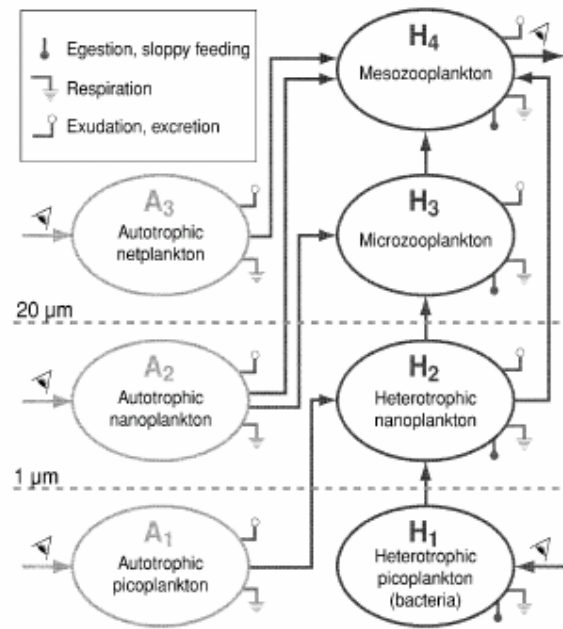 Egestion, sloppy feeding
Respiration
Exudation, excretion
H4
Mesozooplankton
A3
Autotrophic
netplankton
H3
Microzooplankton
20 µm
A2
Autotrophic
nanoplankton
H2
Heterotrophic
nanoplankton
1 µm
A1
Autotrophic
picoplankton
H1
Heterotrophic
picoplankton
(bacteria)